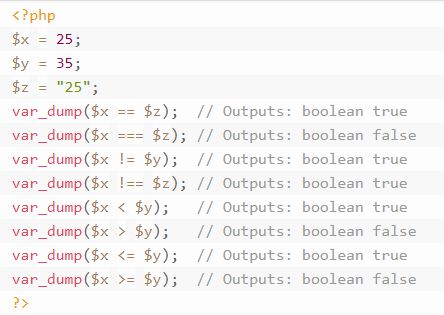 <?php
$x = 25;
$y = 35;
$z = "25";
var_dump($x == $z);  // Outputs: boolean true
var_dump($x === $z); // Outputs: boolean false
var_dump($x != $y);  // Outputs: boolean true
var_dump($x !== $z); // Outputs: boolean true
var_dump($x < $y);   // Outputs: boolean true
var_dump($x > $y);   // Outputs: boolean false
var_dump($x <= $y);  // Outputs: boolean true
var_dump($x >= $y);  // Outputs: boolean false
?>